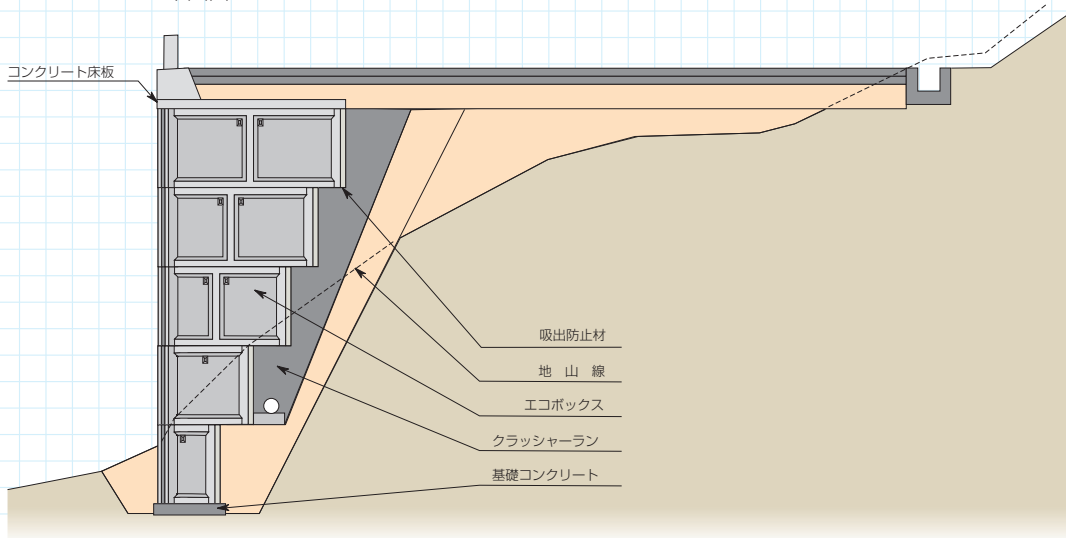 コンクリート床板
吸出防止材
地 山 線
エコボックス
クラッシャーラン
基礎コンクリート